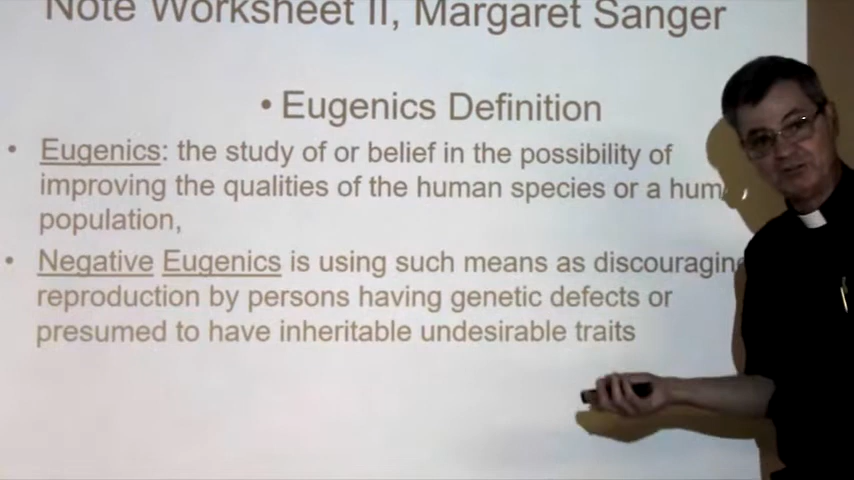 Note Worksheet II, Margaret Sanger
• Eugenics Definition
• Eugenics: the study of or belief in the possibility of
improving the qualities of the human species or a hum
population,
• Negative Eugenics is using such means as discouragin
reproduction by persons having genetic defects or
presumed to have inheritable undesirable traits